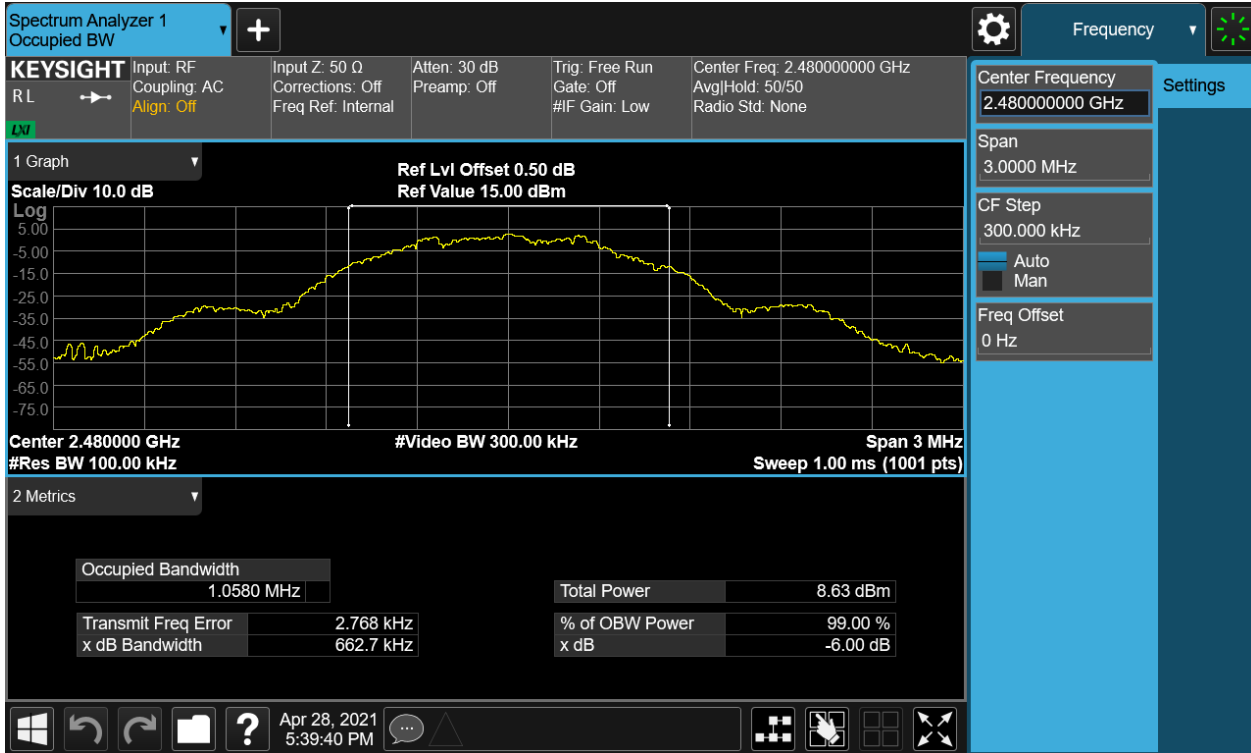 Spectrum Analyzer 1
Occupied BW
+
Frequency
KEYSIGHT
R L
LXI
Input: RF
Coupling: AC
Align: Off
Input Z: 50 Ω
Corrections: Off
Freq Ref: Internal
Atten: 30 dB
Preamp: Off
Trig: Free Run
Gate: Off
#IF Gain: Low
Center Freq: 2.480000000 GHz
Avg|Hold: 50/50
Radio Std: None
Center Frequency
2.480000000 GHz
Settings
Span
3.0000 MHz
CF Step
300.000 kHz
Auto
Man
Freq Offset
0 Hz
1 Graph
Scale/Div 10.0 dB
Ref Lvl Offset 0.50 dB
Ref Value 15.00 dBm
Log
5.00
-5.00
-15.0
-25.0
-35.0
-45.0
-55.0
-65.0
-75.0
Center 2.480000 GHz
#Video BW 300.00 kHz
Span 3 MHz
#Res BW 100.00 kHz
Sweep 1.00 ms (1001 pts)
2 Metrics
Occupied Bandwidth
1.0580 MHz
Total Power 8.63 dBm
Transmit Freq Error 2.768 kHz
% of OBW Power 99.00 %
x dB Bandwidth 662.7 kHz
x dB -6.00 dB
?
Apr 28, 2021
5:39:40 PM